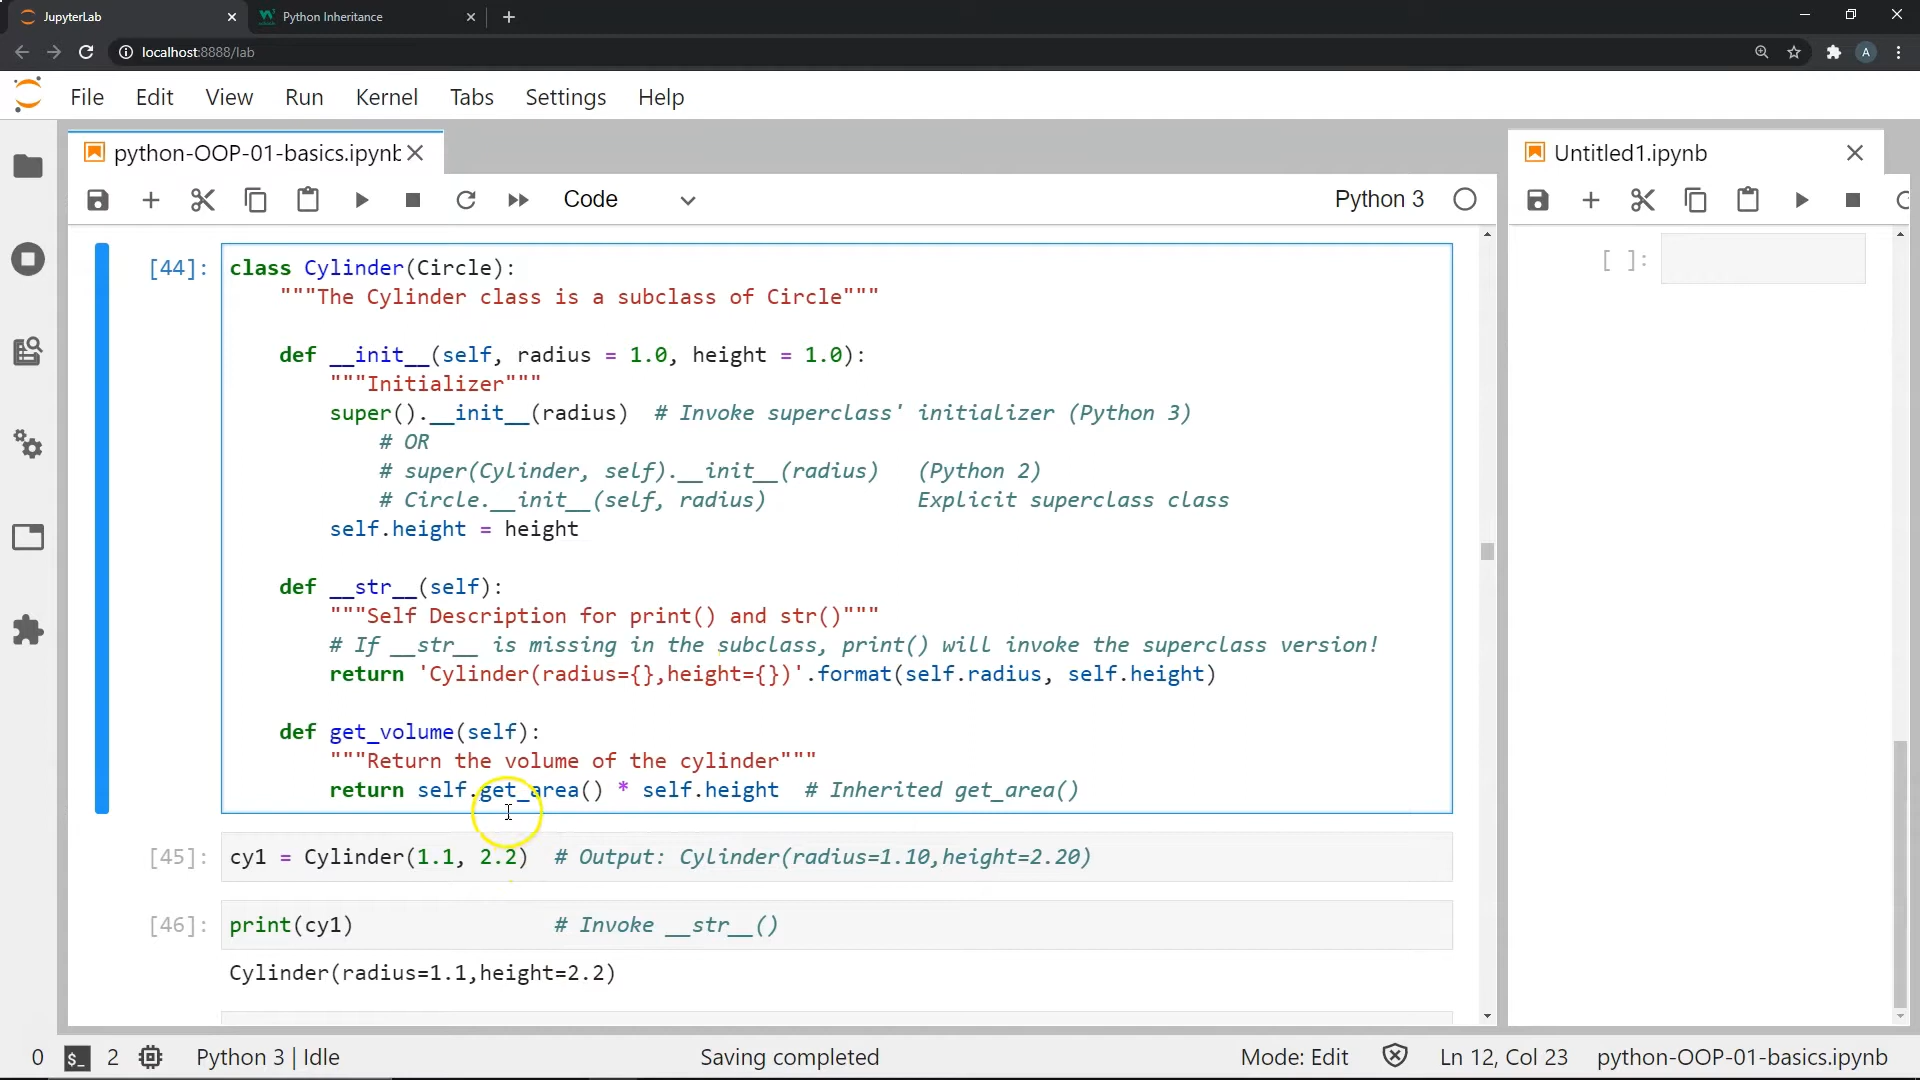 JupyterLab
Python Inheritance
localhost:8888/lab
A
File Edit View Run Kernel Tabs Settings Help
python-OOP-01-basics.ipynb
Untitled1.ipynb
Code
Python 3
[44]:
class Cylinder(Circle):
"""The Cylinder class is a subclass of Circle"""
def __init__(self, radius = 1.0, height = 1.0):
"""Initializer"""
super().__init__(radius)  # Invoke superclass' initializer (Python 3)
# OR
# super(Cylinder, self).__init__(radius)   (Python 2)
# Circle.__init__(self, radius)            Explicit superclass class
self.height = height
def __str__(self):
"""Self Description for print() and str()"""
# If __str__ is missing in the subclass, print() will invoke the superclass version!
return 'Cylinder(radius={},height={})'.format(self.radius, self.height)
def get_volume(self):
"""Return the volume of the cylinder"""
return self.get_area() * self.height  # Inherited get_area()
[45]: cy1 = Cylinder(1.1, 2.2)  # Output: Cylinder(radius=1.10,height=2.20)
[46]: print(cy1)                # Invoke __str__()
Cylinder(radius=1.1,height=2.2)
[ ]:
0 $_ 2 Python 3 | Idle Saving completed Mode: Edit Ln 12, Col 23 python-OOP-01-basics.ipynb